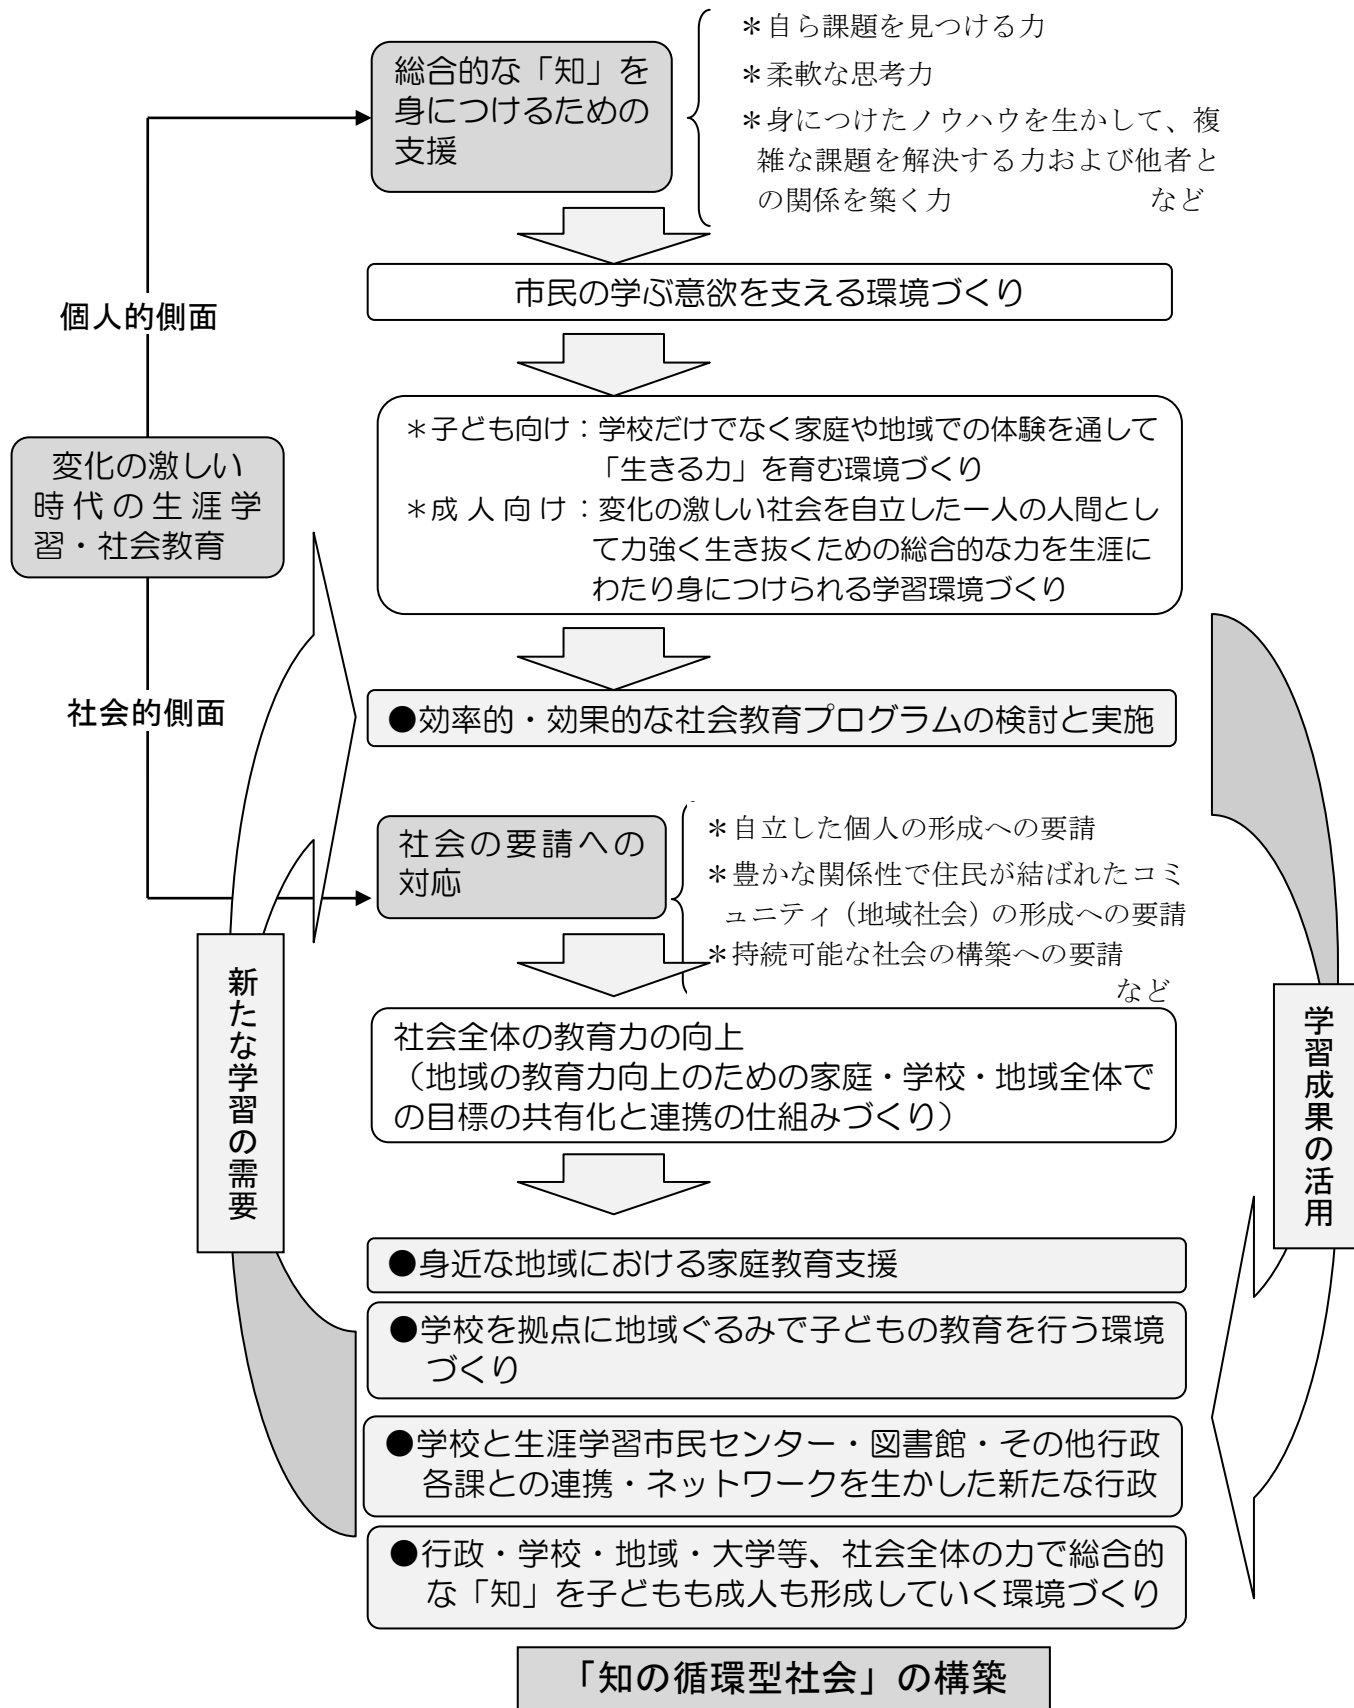 総合的な「知」を
身につけるための
支援
＊自ら課題を見つける力
＊柔軟な思考力
＊身につけたノウハウを生かして、複
雑な課題を解決する力および他者と
の関係を築く力　など
市民の学ぶ意欲を支える環境づくり
個人的側面
＊子ども向け：学校だけでなく家庭や地域での体験を通して
「生きる力」を育む環境づくり
＊成人向け：変化の激しい社会を自立した一人の人間とし
て力強く生き抜くための総合的な力を生涯に
わたり身につけられる学習環境づくり
変化の激しい
時代の生涯学
習・社会教育
社会的側面
●効率的・効果的な社会教育プログラムの検討と実施
社会の要請への
対応
＊自立した個人の形成への要請
＊豊かな関係性で住民が結ばれたコミ
ュニティ（地域社会）の形成への要請
＊持続可能な社会の構築への要請
など
社会全体の教育力の向上
（地域の教育力向上のための家庭・学校・地域全体で
の目標の共有化と連携の仕組みづくり）
新たな学習の需要
学習成果の活用
●身近な地域における家庭教育支援
●学校を拠点に地域ぐるみで子どもの教育を行う環境
づくり
●学校と生涯学習市民センター・図書館・その他行政
各課との連携・ネットワークを生かした新たな行政
●行政・学校・地域・大学等、社会全体の力で総合的
な「知」を子どもも成人も形成していく環境づくり
「知の循環型社会」の構築